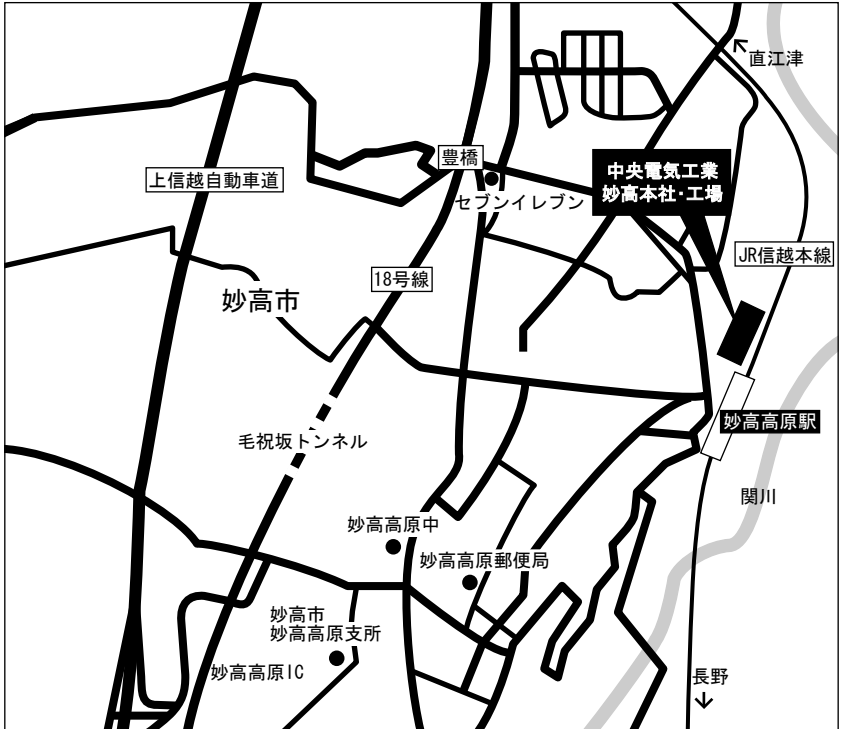 直江津
豊橋
中央電気工業
妙高本社・工場
上信越自動車道
セブンイレブン
JR信越本線
18号線
妙高市
妙高高原駅
毛祝坂トンネル
関川
妙高高原中
妙高高原郵便局
妙高市
妙高高原支所
妙高高原IC
長野